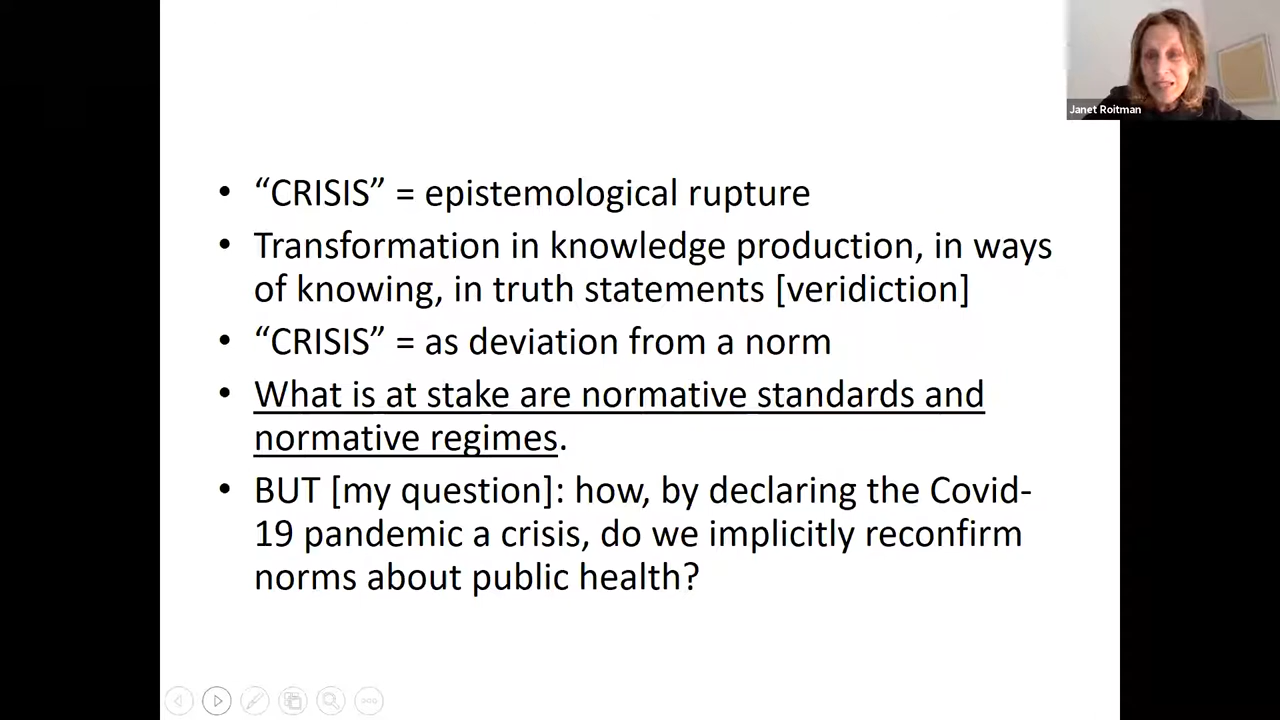 Janet Roitman
• “CRISIS” = epistemological rupture
• Transformation in knowledge production, in ways
of knowing, in truth statements [veridiction]
• “CRISIS” = as deviation from a norm
• What is at stake are normative standards and
normative regimes.
• BUT [my question]: how, by declaring the Covid-
19 pandemic a crisis, do we implicitly reconfirm
norms about public health?